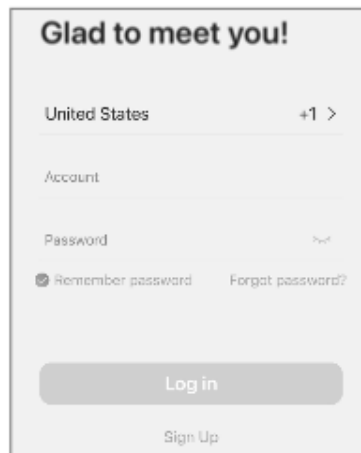 Glad to meet you!
United States +1 >
Account
Password
Remember password Forgot password?
Log in
Sign Up